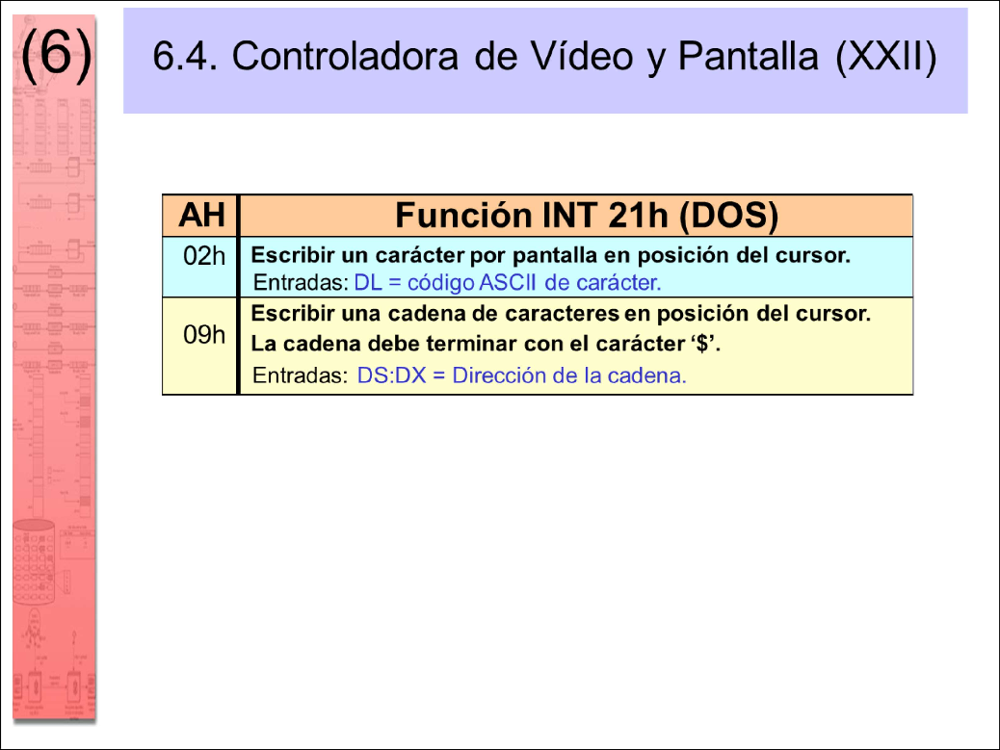 (6)
6.4. Controladora de Vídeo y Pantalla (XXII)
AH Función INT 21h (DOS)
02h Escribir un carácter por pantalla en posición del cursor.
Entradas: DL = código ASCII de carácter.
Escribir una cadena de caracteres en posición del cursor.
09h La cadena debe terminar con el carácter ‘$’.
Entradas: DS:DX = Dirección de la cadena.